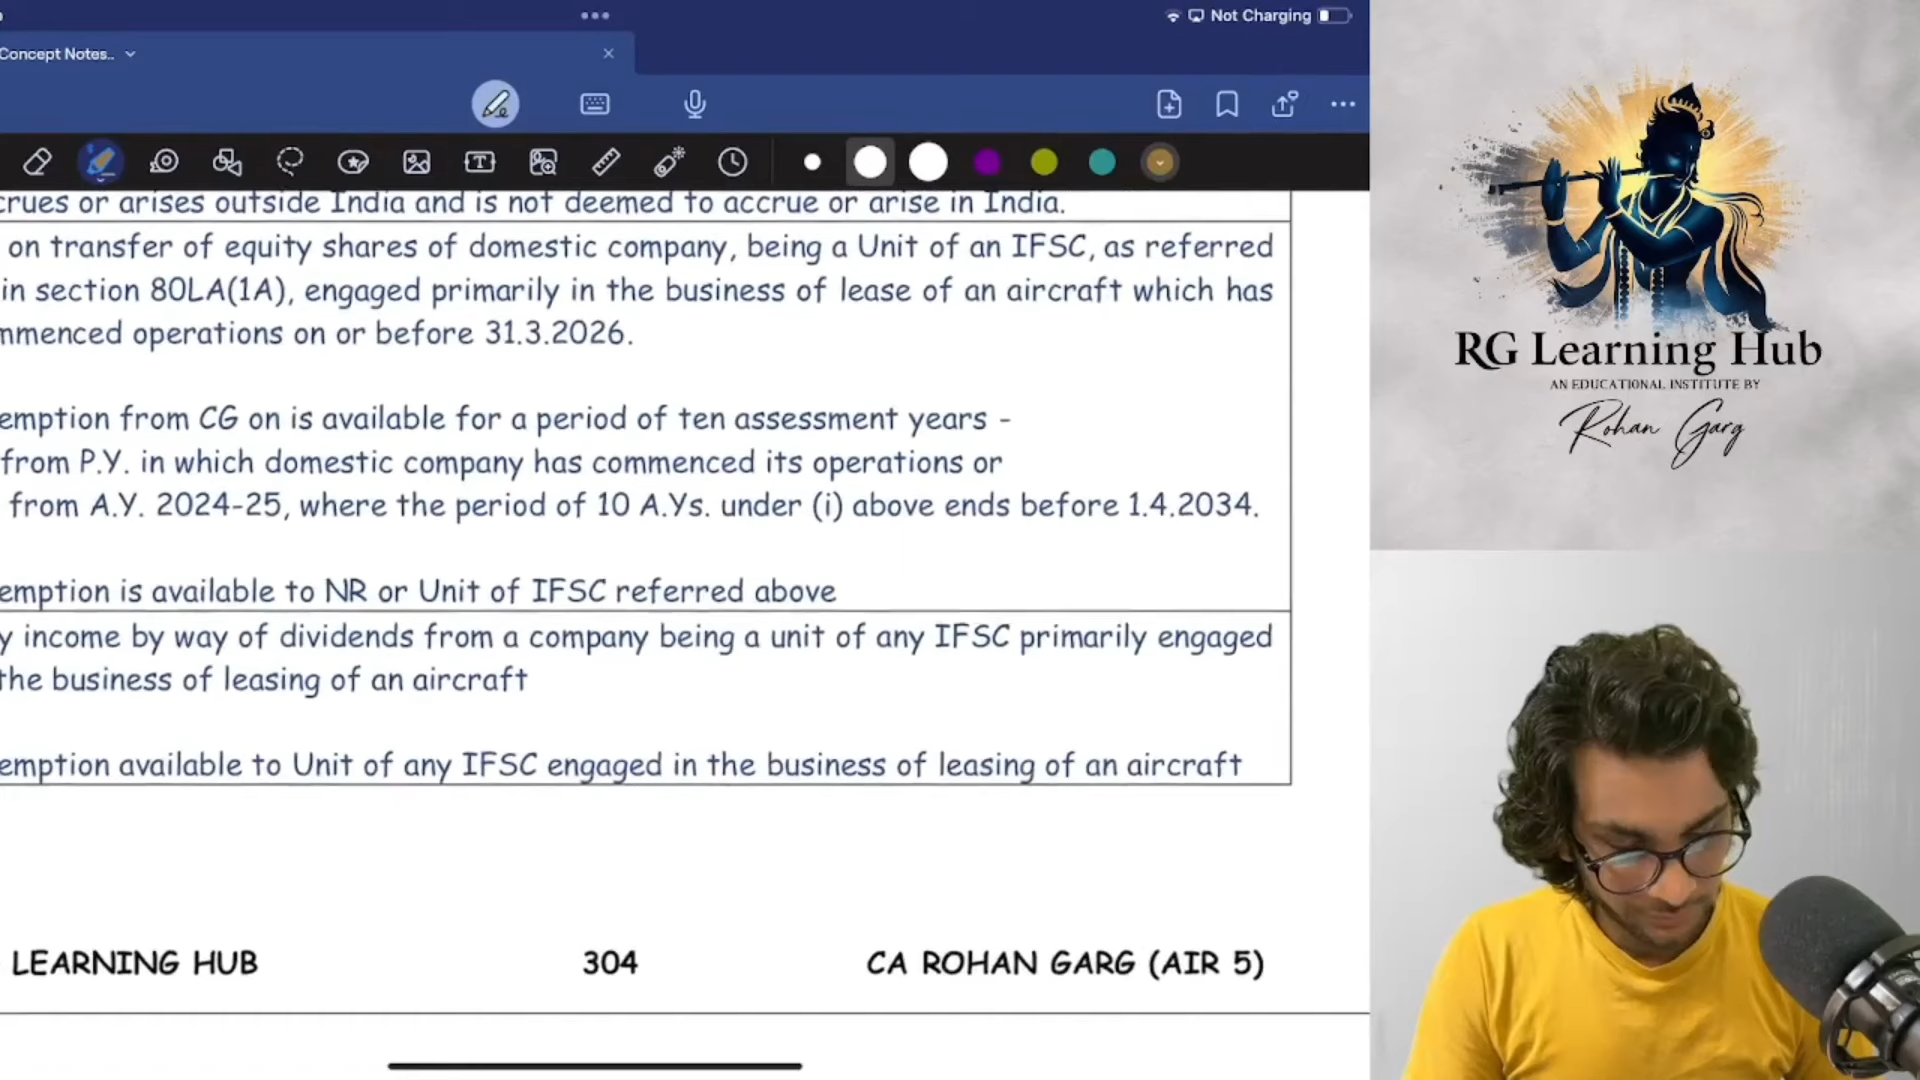 Not Charging
Concept Notes..
crues or arises outside India and is not deemed to accrue or arise in India.
on transfer of equity shares of domestic company, being a Unit of an IFSC, as referred
in section 80LA(1A), engaged primarily in the business of lease of an aircraft which has
mmenced operations on or before 31.3.2026.
emption from CG on is available for a period of ten assessment years -
from P.Y. in which domestic company has commenced its operations or
from A.Y. 2024-25, where the period of 10 A.Ys. under (i) above ends before 1.4.2034.
emption is available to NR or Unit of IFSC referred above
y income by way of dividends from a company being a unit of any IFSC primarily engaged
the business of leasing of an aircraft
emption available to Unit of any IFSC engaged in the business of leasing of an aircraft
LEARNING HUB 304 CA ROHAN GARG (AIR 5)
RG Learning Hub
AN EDUCATIONAL INSTITUTE BY
Rohan Garg